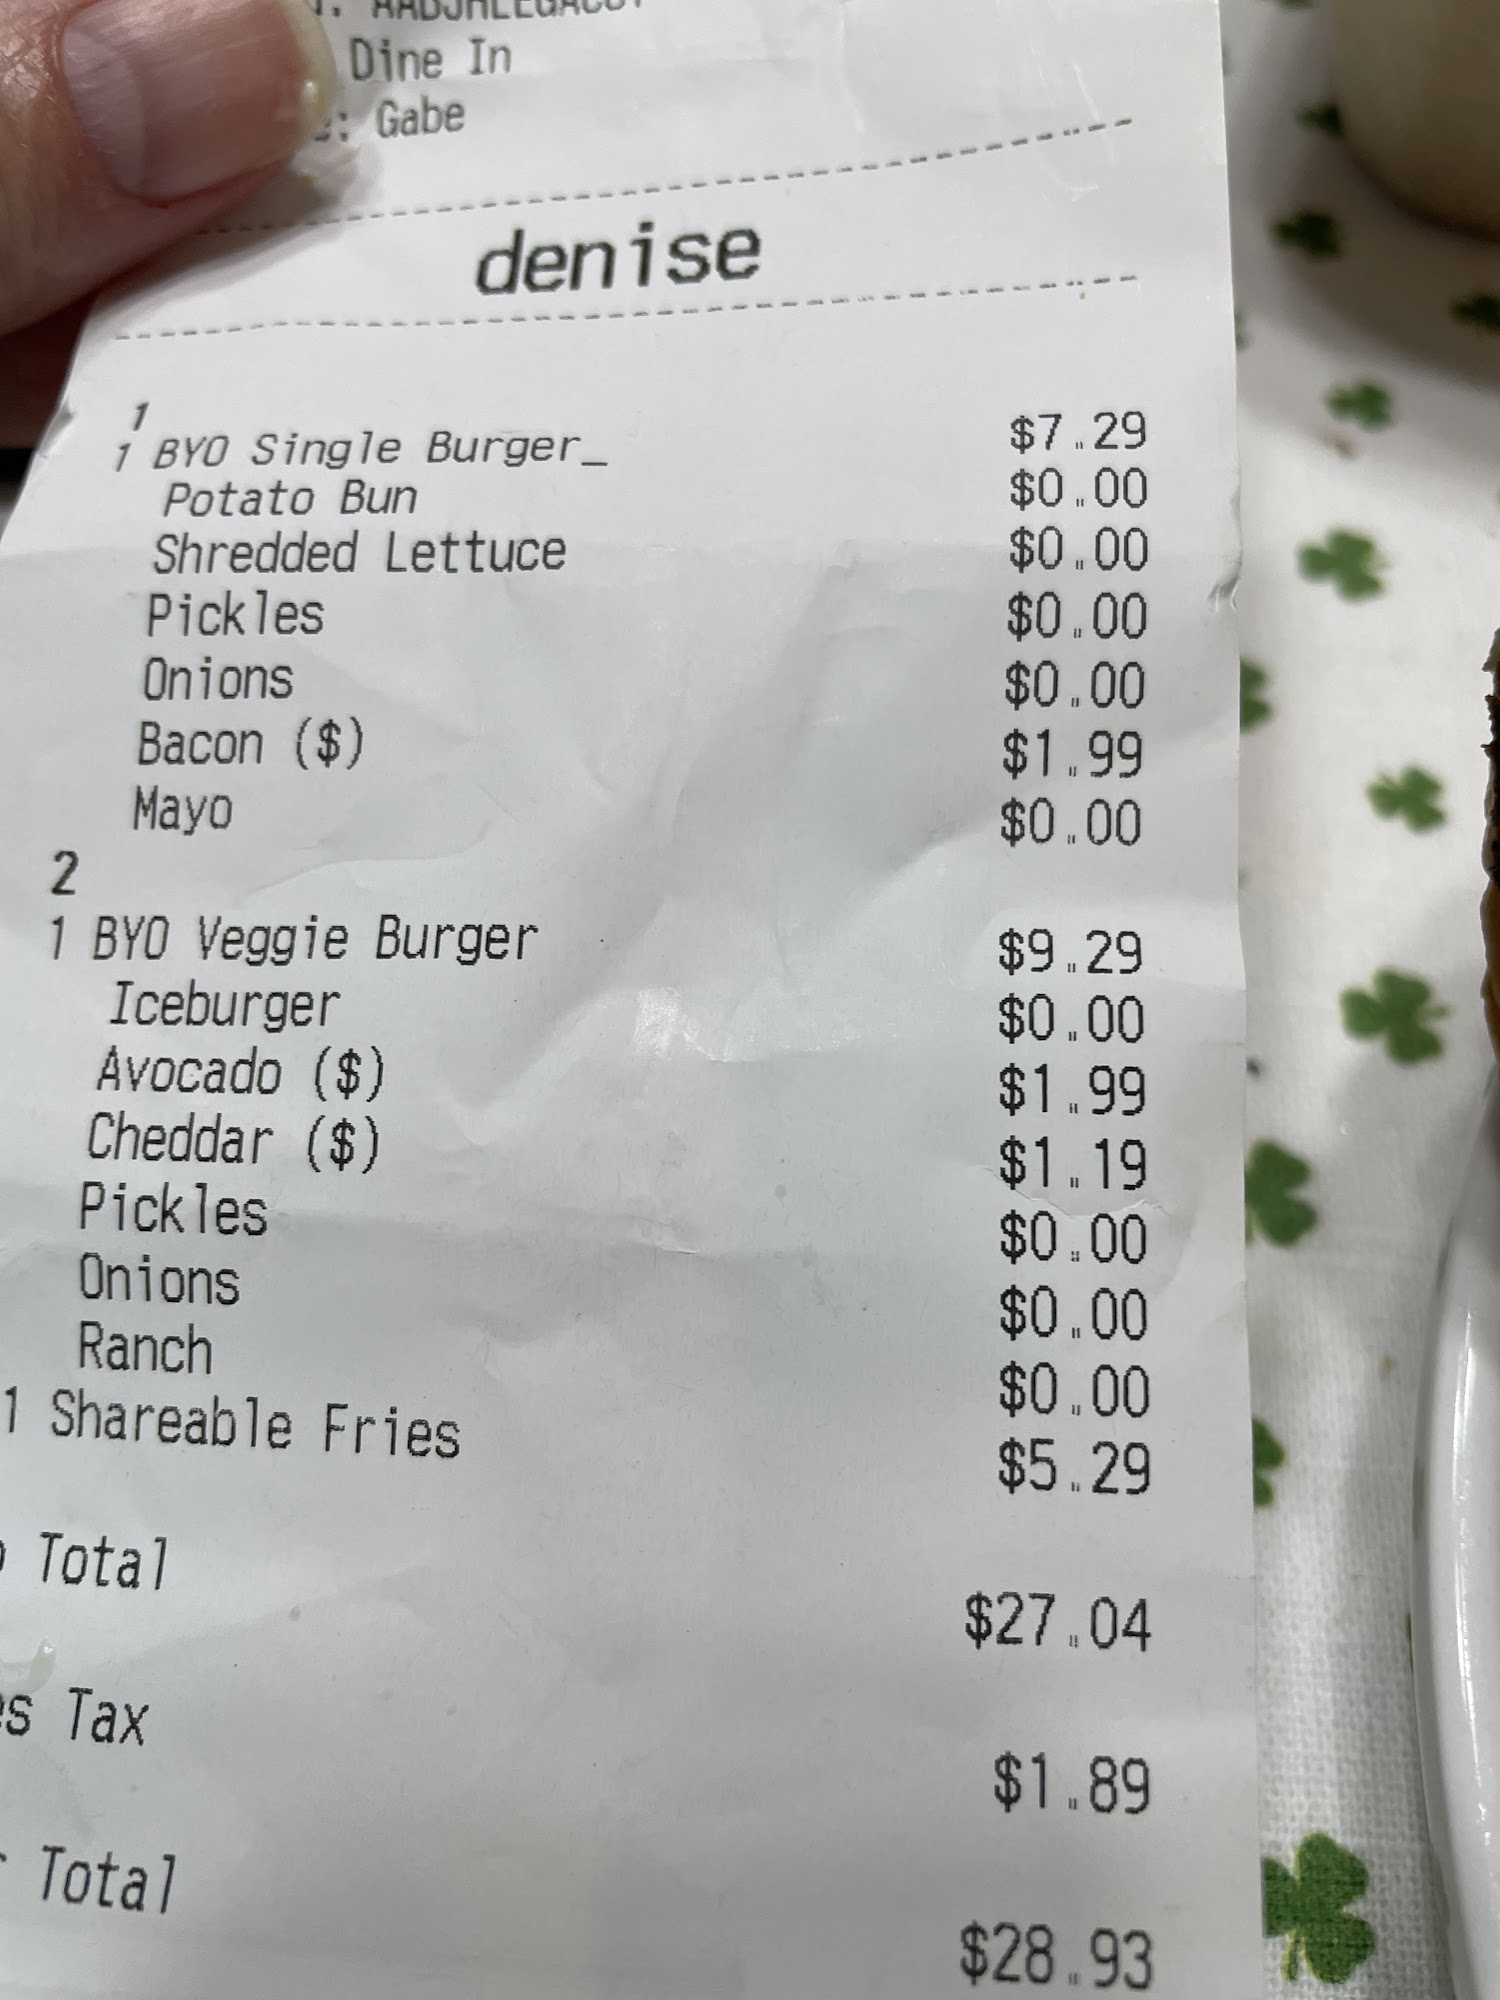 Dine In
Gabe
denise
1
1 BYO Single Burger_ $7.29
Potato Bun $0.00
Shredded Lettuce $0.00
Pickles $0.00
Onions $0.00
Bacon ($) $1.99
Mayo $0.00
2
1 BYO Veggie Burger $9.29
Iceburger $0.00
Avocado ($) $1.99
Cheddar ($) $1.19
Pickles $0.00
Onions $0.00
Ranch $0.00
1 Shareable Fries $5.29
Total
$27.04
Tax
$1.89
Total
$28.93